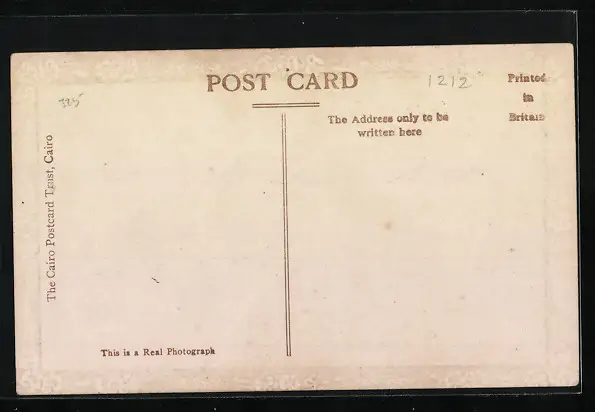 POST CARD
1212
Printed
in
Britain
325
The Address only to be
written here
The Cairo Postcard Trust, Cairo
This is a Real Photograph